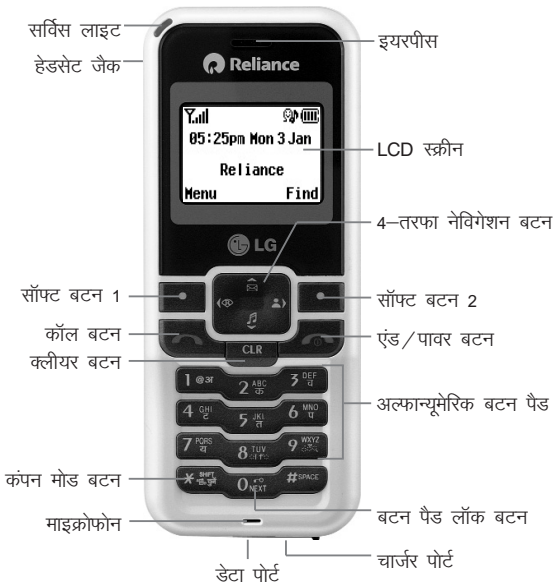 सर्विस लाइट
इयरपीस
हेडसेट जैक
Reliance
05:25pm Mon 3 Jan
LCD स्क्रीन
Reliance
Menu Find
4–तरफा नेविगेशन बटन
LG
सॉफ्ट बटन 1
सॉफ्ट बटन 2
कॉल बटन
एंड/पावर बटन
क्लीयर बटन
CLR
1 @अ 2 ABC क 3 DEF च
अल्फान्यूमेरिक बटन पैड
4 GHI ट 5 JKL त 6 MNO प
7 PQRS य 8 TUV 9 WXYZ
कंपन मोड बटन
* SHIFT 0 NEXT # SPACE
बटन पैड लॉक बटन
माइक्रोफोन
चार्जर पोर्ट
डेटा पोर्ट